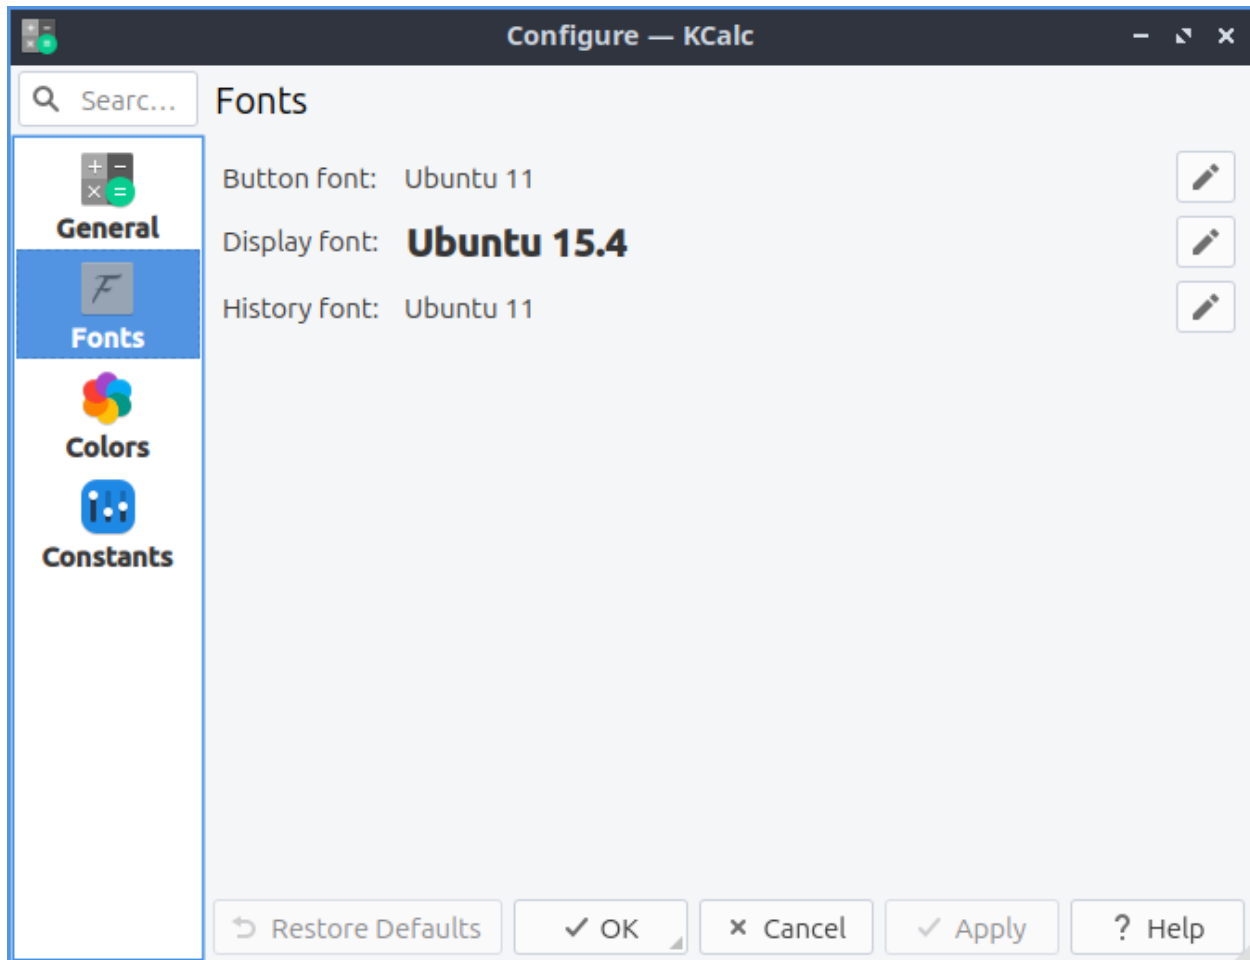 Configure — KCalc
Searc...
Fonts
General
Fonts
Colors
Constants
Button font: Ubuntu 11
Display font: Ubuntu 15.4
History font: Ubuntu 11
Restore Defaults
OK
Cancel
Apply
? Help